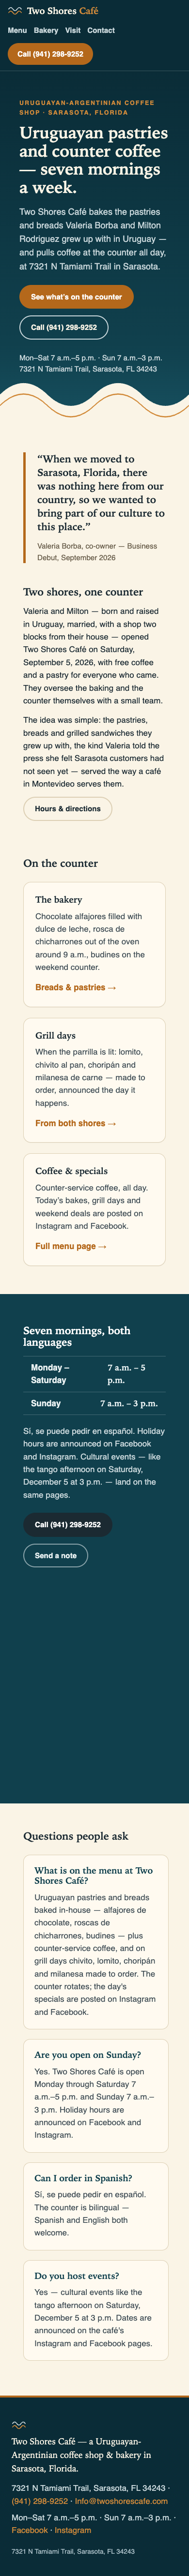 Two Shores Café
Menu Bakery Visit Contact
Call (941) 298-9252
URUGUAYAN-ARGENTINIAN COFFEE
SHOP · SARASOTA, FLORIDA
Uruguayan pastries
and counter coffee
— seven mornings
a week.
Two Shores Café bakes the pastries
and breads Valeria Borba and Milton
Rodriguez grew up with in Uruguay —
and pulls coffee at the counter all day,
at 7321 N Tamiami Trail in Sarasota.
See what's on the counter
Call (941) 298-9252
Mon–Sat 7 a.m.–5 p.m. · Sun 7 a.m.–3 p.m.
7321 N Tamiami Trail, Sarasota, FL 34243
“When we moved to
Sarasota, Florida, there
was nothing here from our
country, so we wanted to
bring part of our culture to
this place.”
Valeria Borba, co-owner — Business
Debut, September 2026
Two shores, one counter
Valeria and Milton — born and raised
in Uruguay, married, with a shop two
blocks from their house — opened
Two Shores Café on Saturday,
September 5, 2026, with free coffee
and a pastry for everyone who came.
They oversee the baking and the
counter themselves with a small team.
The idea was simple: the pastries,
breads and grilled sandwiches they
grew up with, the kind Valeria told the
press she felt Sarasota customers had
not seen yet — served the way a café
in Montevideo serves them.
Hours & directions
On the counter
The bakery
Chocolate alfajores filled with
dulce de leche, rosca de
chicharrones out of the oven
around 9 a.m., budines on the
weekend counter.
Breads & pastries →
Grill days
When the parrilla is lit: lomito,
chivito al pan, choripán and
milanesa de carne — made to
order, announced the day it
happens.
From both shores →
Coffee & specials
Counter-service coffee, all day.
Today's bakes, grill days and
weekend deals are posted on
Instagram and Facebook.
Full menu page →
Seven mornings, both
languages
Monday –
Saturday
7 a.m. – 5
p.m.
Sunday
7 a.m. – 3 p.m.
Sí, se puede pedir en español. Holiday
hours are announced on Facebook
and Instagram. Cultural events — like
the tango afternoon on Saturday,
December 5 at 3 p.m. — land on the
same pages.
Call (941) 298-9252
Send a note
Questions people ask
What is on the menu at Two
Shores Café?
Uruguayan pastries and breads
baked in-house — alfajores de
chocolate, roscas de
chicharrones, budines — plus
counter-service coffee, and on
grill days chivito, lomito, choripán
and milanesa made to order. The
counter rotates; the day's
specials are posted on Instagram
and Facebook.
Are you open on Sunday?
Yes. Two Shores Café is open
Monday through Saturday 7
a.m.–5 p.m. and Sunday 7 a.m.–
3 p.m. Holiday hours are
announced on Facebook and
Instagram.
Can I order in Spanish?
Sí, se puede pedir en español.
The counter is bilingual —
Spanish and English both
welcome.
Do you host events?
Yes — cultural events like the
tango afternoon on Saturday,
December 5 at 3 p.m. Dates are
announced on the café's
Instagram and Facebook pages.
Two Shores Café — a Uruguayan-
Argentinian coffee shop & bakery in
Sarasota, Florida.
7321 N Tamiami Trail, Sarasota, FL 34243 ·
(941) 298-9252 · Info@twoshorescafe.com
Mon–Sat 7 a.m.–5 p.m. · Sun 7 a.m.–3 p.m. ·
Facebook · Instagram
7321 N Tamiami Trail, Sarasota, FL 34243